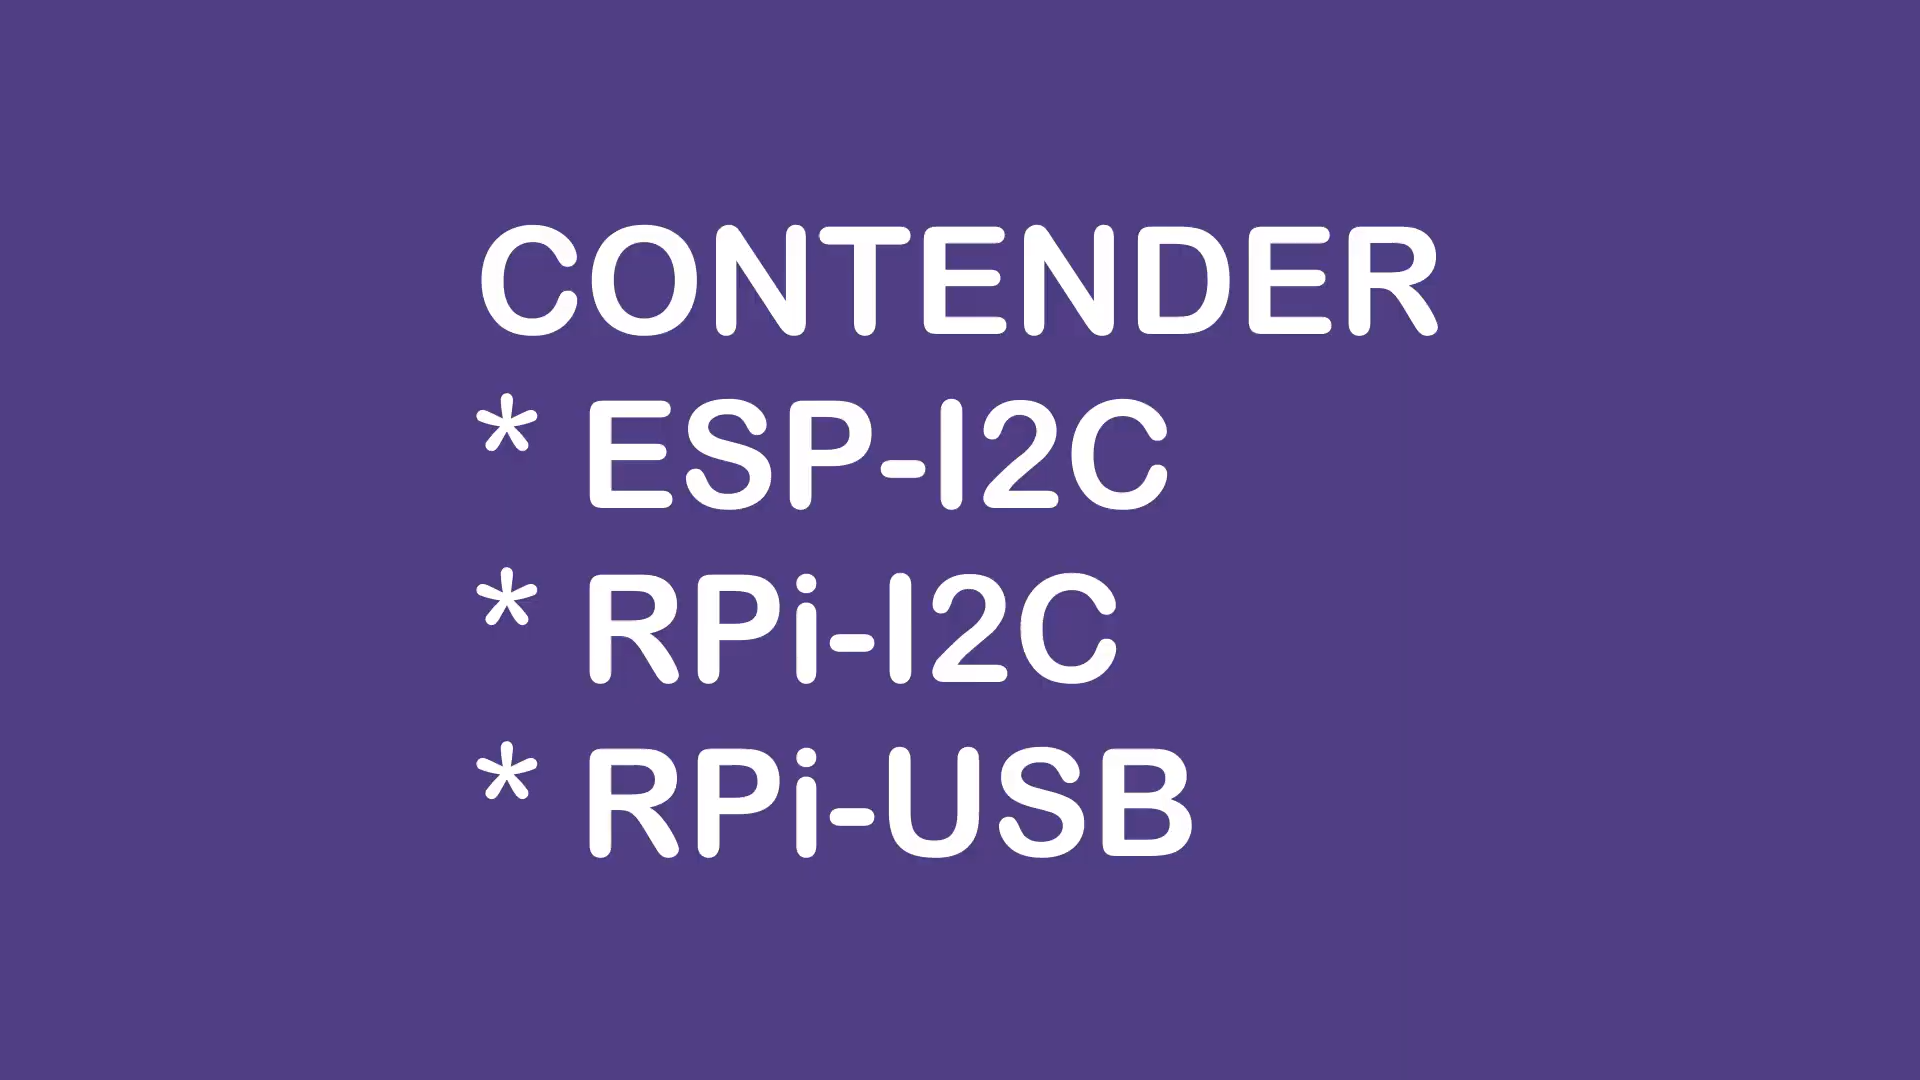 CONTENDER
* ESP-I2C
* RPi-I2C
* RPi-USB